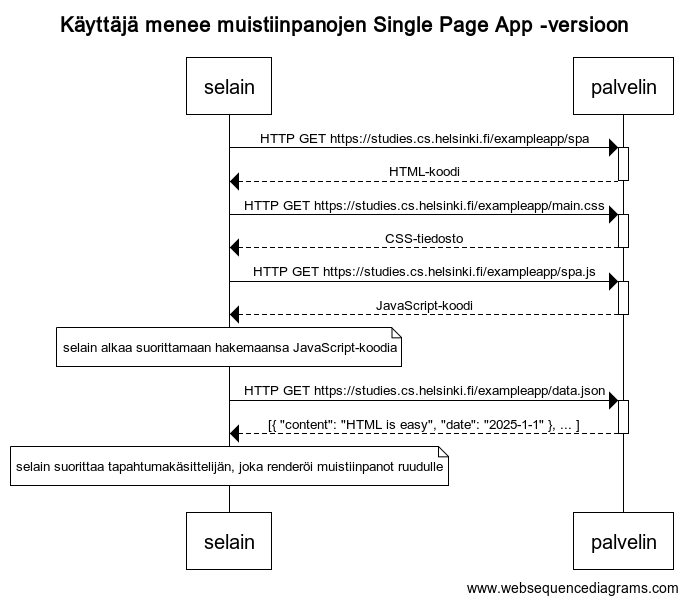 Käyttäjä menee muistiinpanojen Single Page App -versioon
selain palvelin
HTTP GET https://studies.cs.helsinki.fi/exampleapp/spa
HTML-koodi
HTTP GET https://studies.cs.helsinki.fi/exampleapp/main.css
CSS-tiedosto
HTTP GET https://studies.cs.helsinki.fi/exampleapp/spa.js
JavaScript-koodi
selain alkaa suorittamaan hakemaansa JavaScript-koodia
HTTP GET https://studies.cs.helsinki.fi/exampleapp/data.json
[{ "content": "HTML is easy", "date": "2025-1-1" }, ... ]
selain suorittaa tapahtumakäsittelijän, joka renderöi muistiinpanot ruudulle
selain palvelin
www.websequencediagrams.com